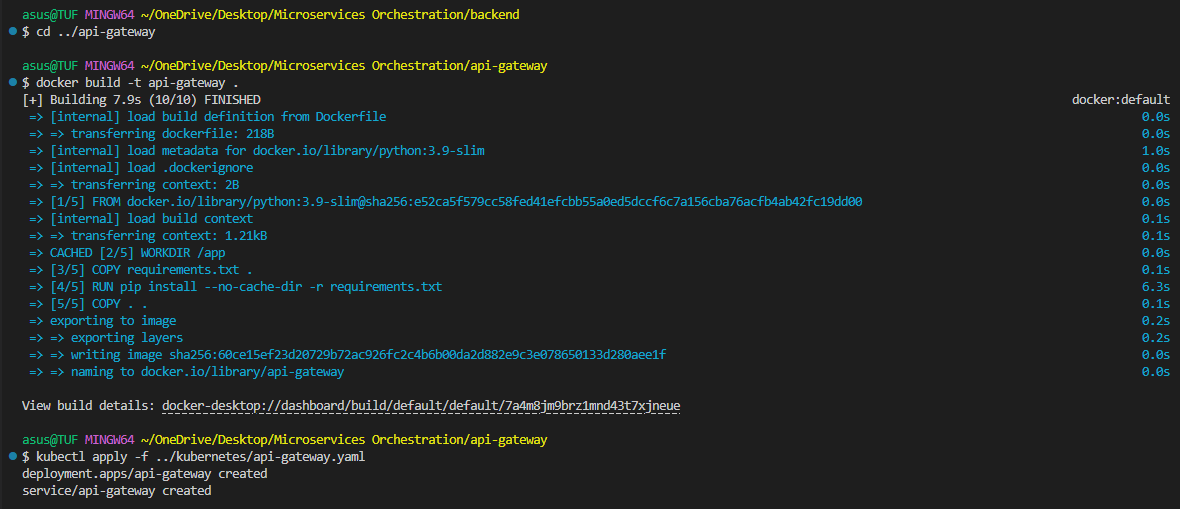 asus@TUF MINGW64 ~/OneDrive/Desktop/Microservices Orchestration/backend
$ cd ../api-gateway
asus@TUF MINGW64 ~/OneDrive/Desktop/Microservices Orchestration/api-gateway
$ docker build -t api-gateway .
[+] Building 7.9s (10/10) FINISHED docker:default
=> [internal] load build definition from Dockerfile 0.0s
=> => transferring dockerfile: 218B 0.0s
=> [internal] load metadata for docker.io/library/python:3.9-slim 1.0s
=> [internal] load .dockerignore 0.0s
=> => transferring context: 2B 0.0s
=> [1/5] FROM docker.io/library/python:3.9-slim@sha256:e52ca5f579cc58fed41efcbb55a0ed5dccf6c7a156cba76acfb4ab42fc19dd00 0.0s
=> [internal] load build context 0.1s
=> => transferring context: 1.21kB 0.1s
=> CACHED [2/5] WORKDIR /app 0.0s
=> [3/5] COPY requirements.txt . 0.1s
=> [4/5] RUN pip install --no-cache-dir -r requirements.txt 6.3s
=> [5/5] COPY . . 0.1s
=> exporting to image 0.2s
=> => exporting layers 0.2s
=> => writing image sha256:60ce15ef23d20729b72ac926fc2c4b6b00da2d882e9c3e078650133d280aee1f 0.0s
=> => naming to docker.io/library/api-gateway 0.0s
View build details: docker-desktop://dashboard/build/default/default/7a4m8jm9brz1mnd43t7xjneue
asus@TUF MINGW64 ~/OneDrive/Desktop/Microservices Orchestration/api-gateway
$ kubectl apply -f ../kubernetes/api-gateway.yaml
deployment.apps/api-gateway created
service/api-gateway created